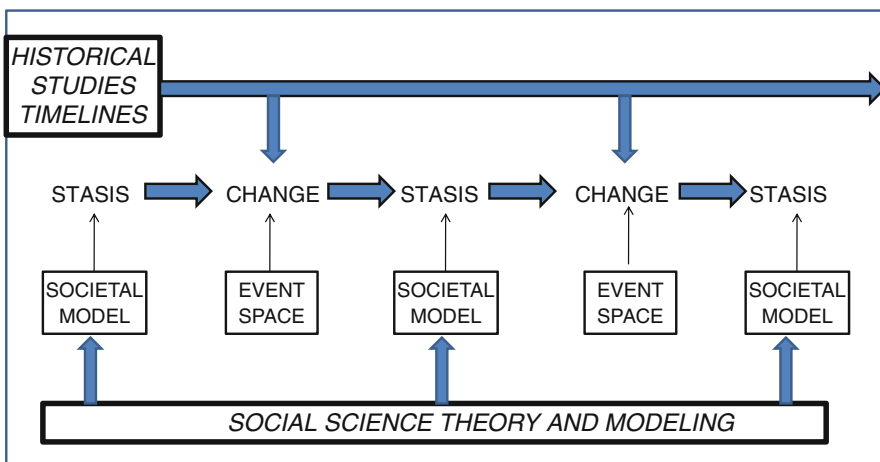 HISTORICAL
STUDIES
TIMELINES
STASIS CHANGE STASIS CHANGE STASIS
SOCIETAL
MODEL
EVENT
SPACE
SOCIETAL
MODEL
EVENT
SPACE
SOCIETAL
MODEL
SOCIAL SCIENCE THEORY AND MODELING